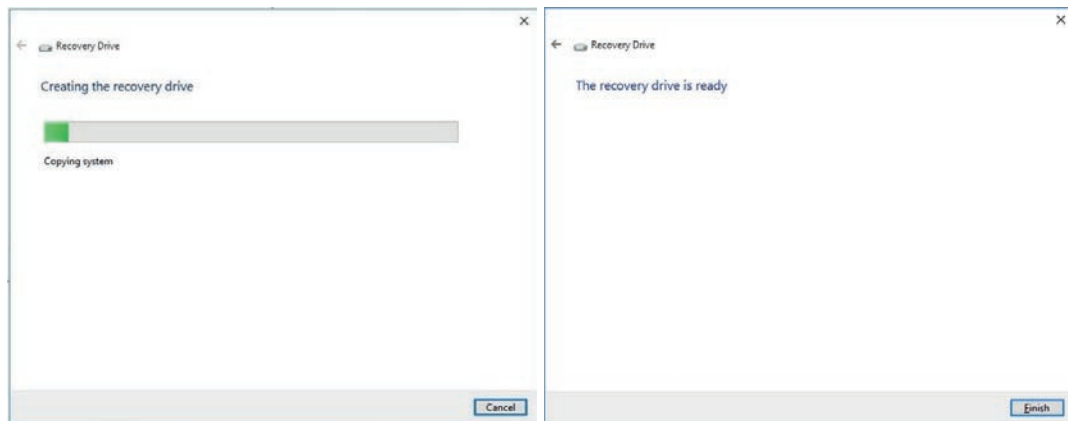 Recovery Drive
Creating the recovery drive
Copying system
Cancel
Recovery Drive
The recovery drive is ready
Finish